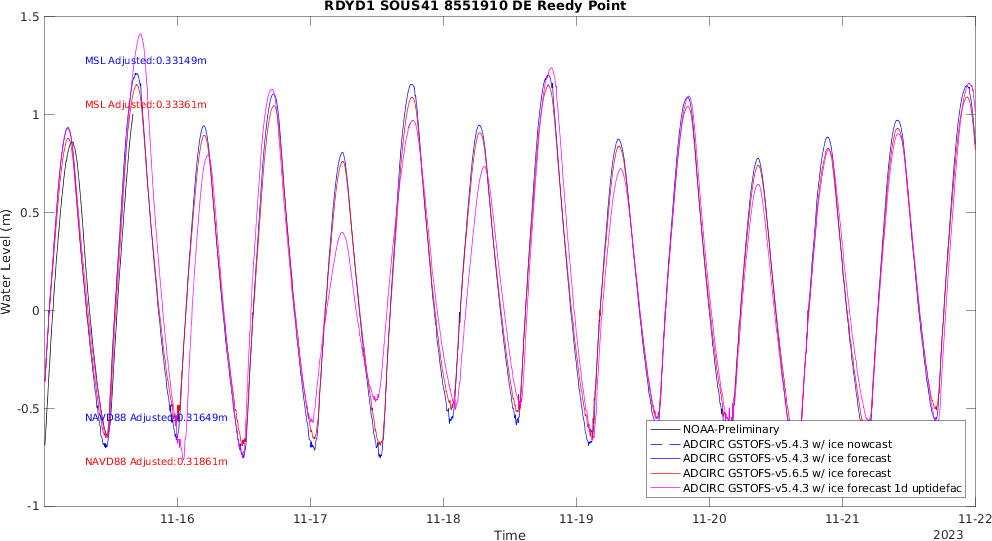 RDYD1 SOUS41 8551910 DE Reedy Point
1.5
MSL Adjusted:0.33149m
MSL Adjusted:0.33361m
1
0.5
Water Level (m)
0
-0.5
NAVD88 Adjusted:0.31649m
NAVD88 Adjusted:0.31861m
-1
NOAA-Preliminary
ADCIRC GSTOFS-v5.4.3 w/ ice nowcast
ADCIRC GSTOFS-v5.4.3 w/ ice forecast
ADCIRC GSTOFS-v5.6.5 w/ ice forecast
ADCIRC GSTOFS-v5.4.3 w/ ice forecast 1d uptidefac
11-16 11-17 11-18 11-19 11-20 11-21 11-22
Time
2023